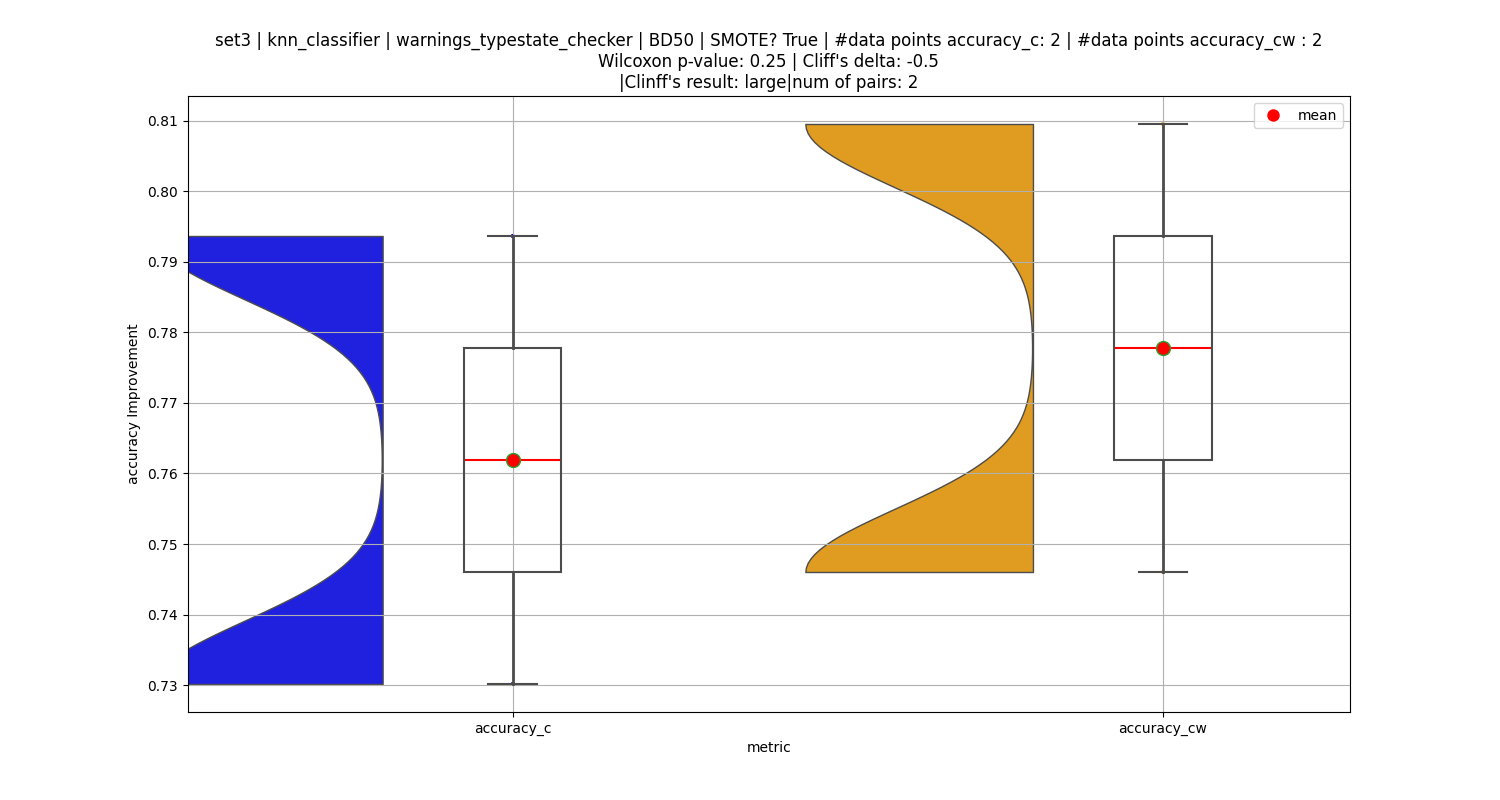 set3 | knn_classifier | warnings_typestate_checker | BD50 | SMOTE? True | #data points accuracy_c: 2 | #data points accuracy_cw : 2
Wilcoxon p-value: 0.25 | Cliff's delta: -0.5
|Clinff's result: large|num of pairs: 2
mean
0.81
0.80
0.79
0.78
0.77
0.76
0.75
0.74
0.73
accuracy Improvement
accuracy_c
accuracy_cw
metric